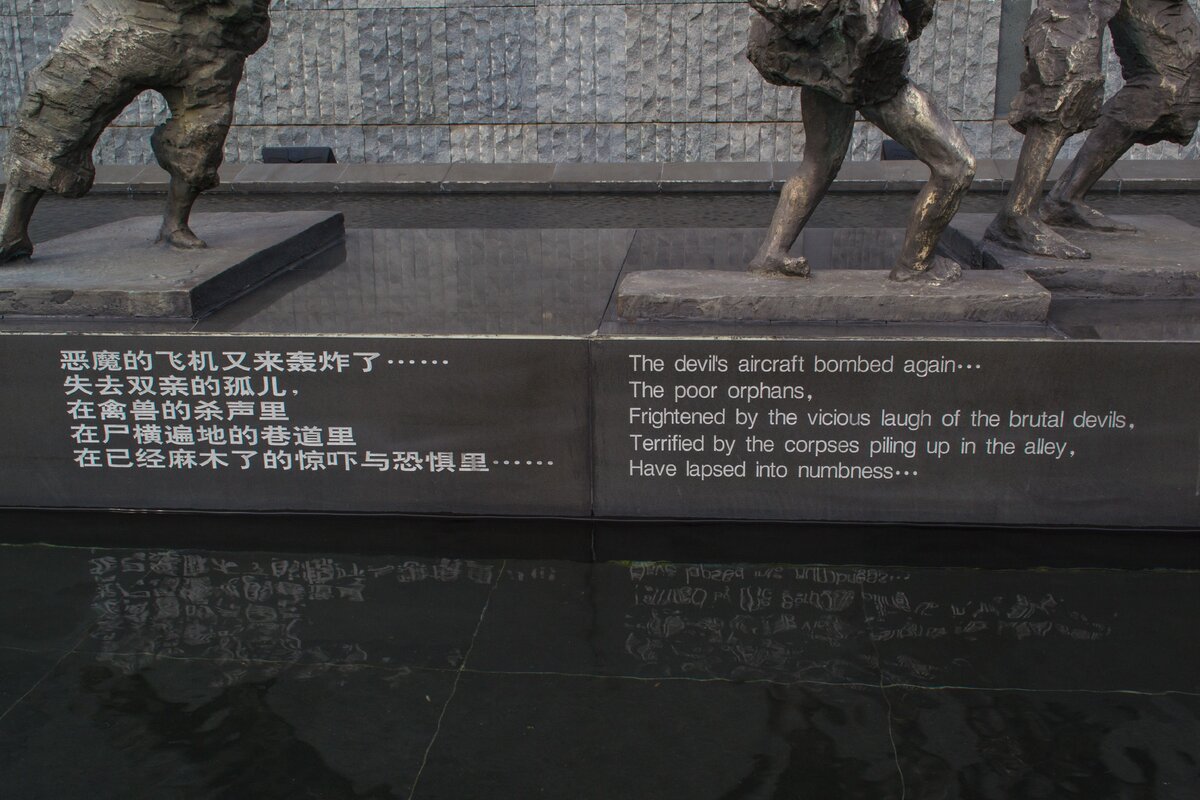 恶魔的飞机又来轰炸了……
失去双亲的孤儿，
在禽兽的杀声里
在尸横遍地的巷道里
在已经麻木了的惊吓与恐惧里……
The devil's aircraft bombed again…
The poor orphans,
Frightened by the vicious laugh of the brutal devils,
Terrified by the corpses piling up in the alley,
Have lapsed into numbness…